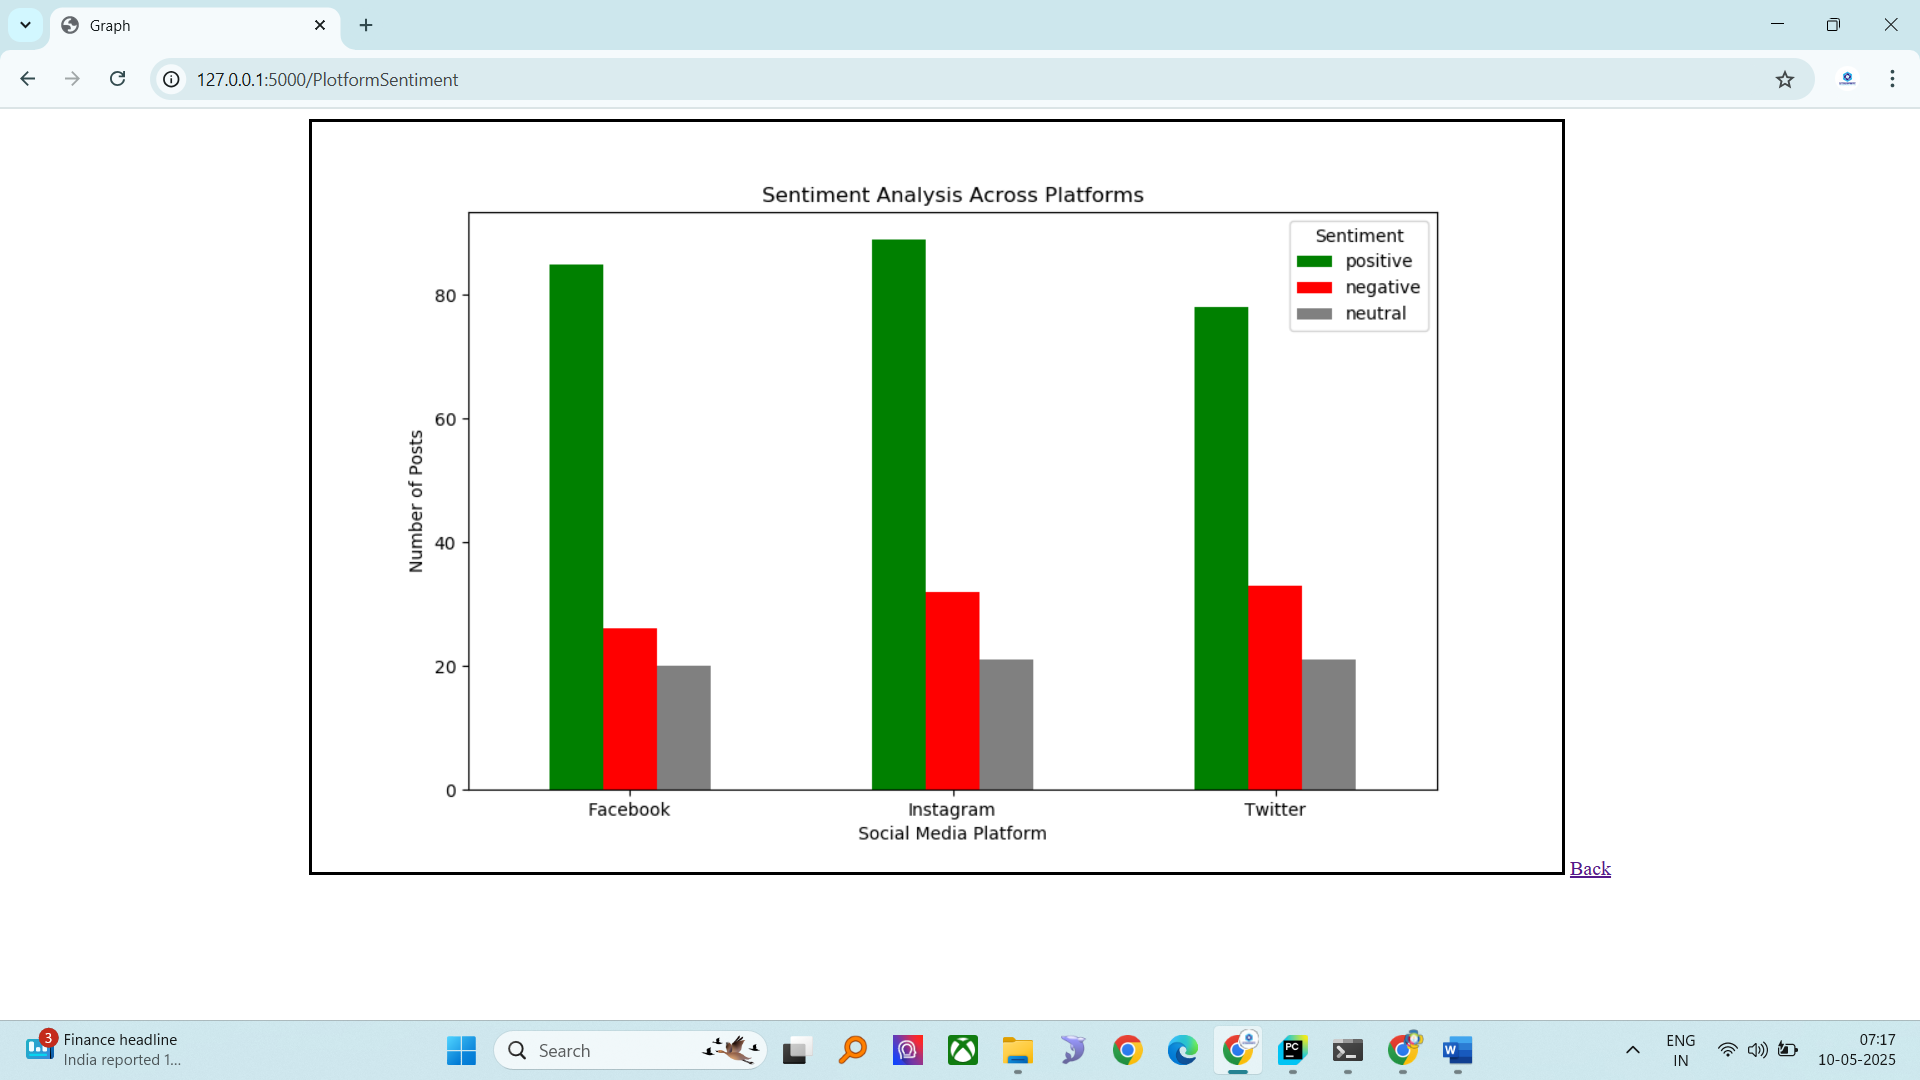 Graph
127.0.0.1:5000/PlotformSentiment
Sentiment Analysis Across Platforms
Sentiment
positive
negative
neutral
80
60
40
20
0
Number of Posts
Facebook Instagram Twitter
Social Media Platform
Back
3
Finance headline
India reported 1...
Search
PC
W
ENG
IN
07:17
10-05-2025